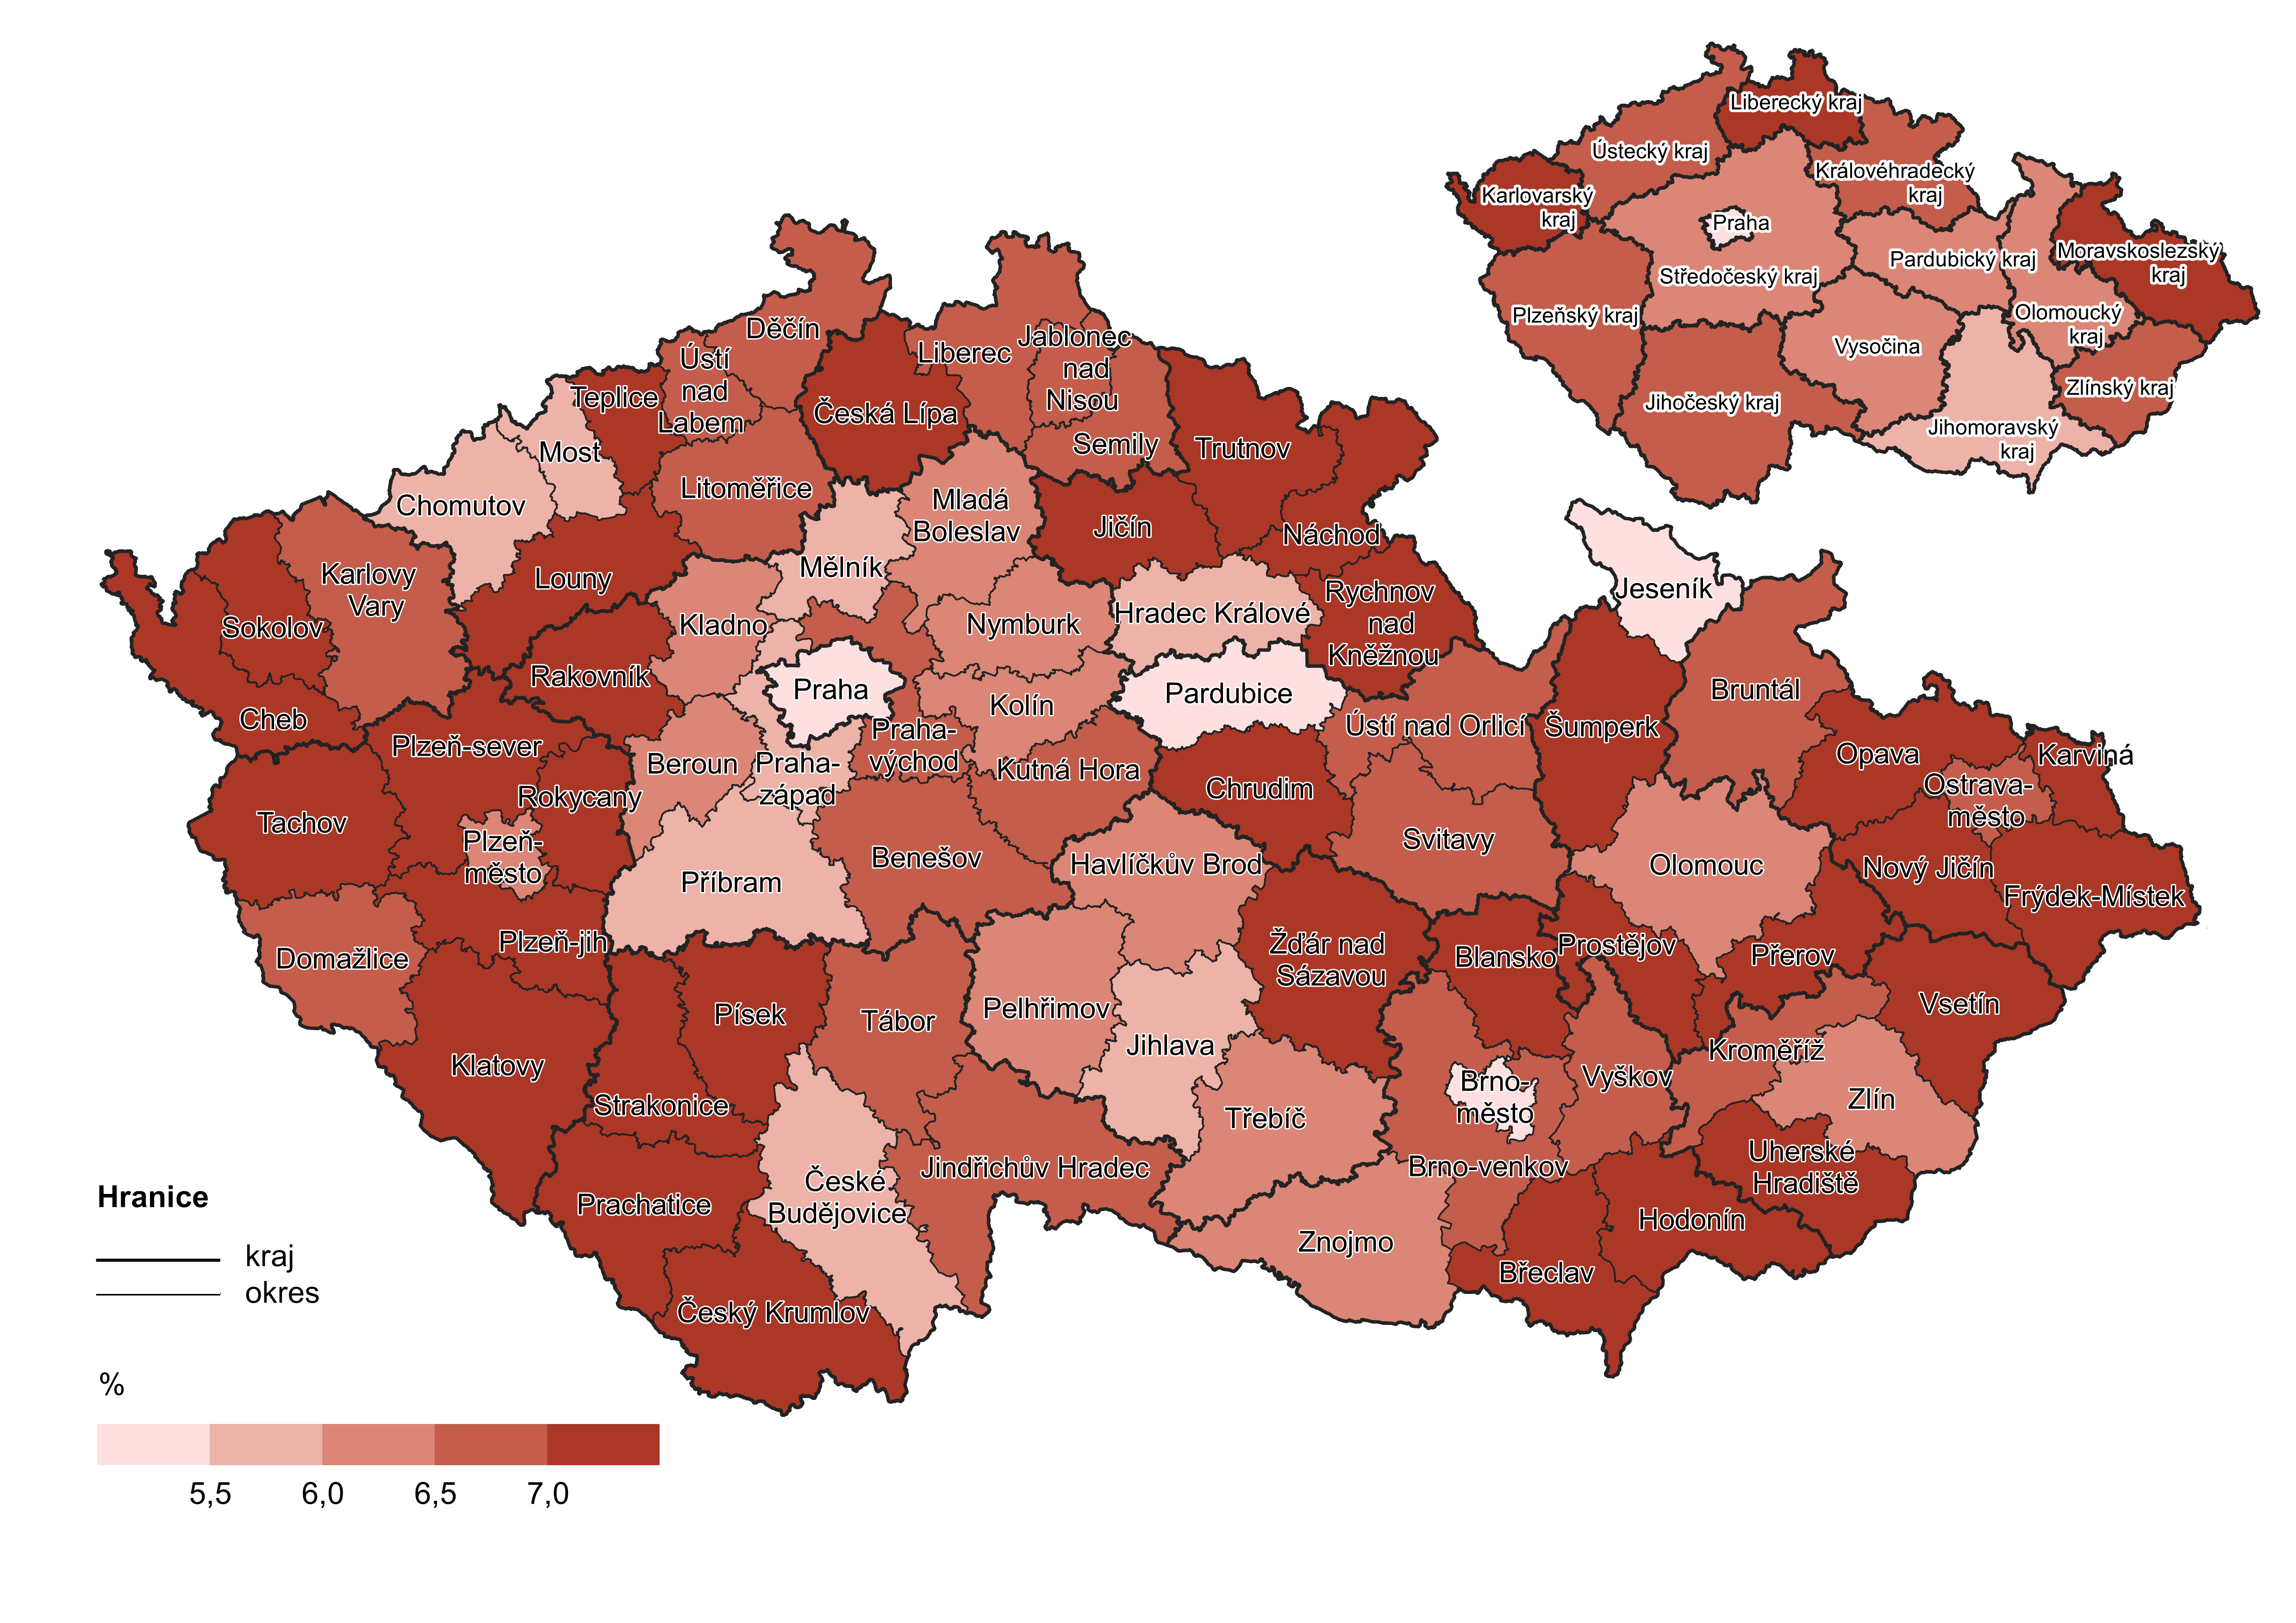 Liberecký kraj
Ústecký kraj
Královéhradecký
kraj
Karlovarský
kraj
Praha
Moravskoslezský
kraj
Pardubický kraj
Středočeský kraj
Plzeňský kraj
Olomoucký
kraj
Vysočina
Zlínský kraj
Jihočeský kraj
Jihomoravský
kraj
Děčín
Ústí
nad
Labem
Liberec
Jablonec
nad
Nisou
Teplice
Česká Lípa
Semily
Trutnov
Most
Litoměřice
Chomutov
Mladá
Boleslav
Jičín
Náchod
Mělník
Louny
Karlovy
Vary
Jeseník
Rychnov
nad
Kněžnou
Hradec Králové
Kladno
Nymburk
Sokolov
Rakovník
Praha
Pardubice
Bruntál
Kolín
Cheb
Ústí nad Orlicí
Šumperk
Praha-
východ
Plzeň-sever
Opava
Karviná
Beroun
Praha-
západ
Kutná Hora
Chrudim
Ostrava-
město
Rokycany
Tachov
Plzeň-
město
Svitavy
Benešov
Havlíčkův Brod
Olomouc
Nový Jičín
Příbram
Frýdek-Místek
Plzeň-jih
Domažlice
Žďár nad
Sázavou
Blansko
Prostějov
Přerov
Písek
Tábor
Pelhřimov
Vsetín
Jihlava
Kroměříž
Klatovy
Vyškov
Brno-
město
Strakonice
Zlín
Třebíč
Uherské
Hradiště
Brno-venkov
Jindřichův Hradec
České
Budějovice
Prachatice
Hodonín
Znojmo
Břeclav
Český Krumlov
Hranice
kraj
okres
%
5,5 6,0 6,5 7,0